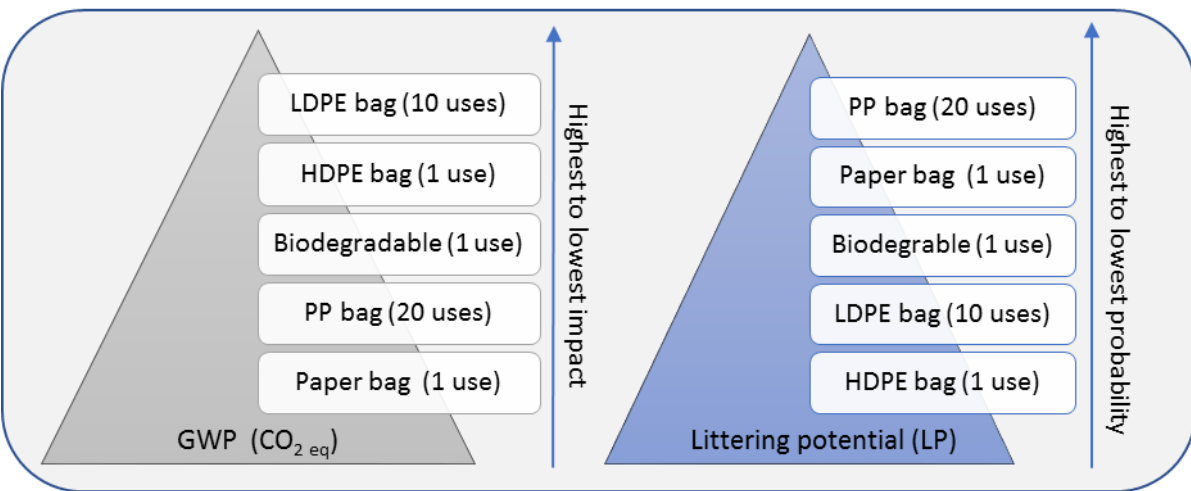 LDPE bag (10 uses)
HDPE bag (1 use)
Biodegradable (1 use)
PP bag (20 uses)
Paper bag (1 use)
GWP (CO2 eq)
Highest to lowest impact
PP bag (20 uses)
Paper bag (1 use)
Biodegrable (1 use)
LDPE bag (10 uses)
HDPE bag (1 use)
Littering potential (LP)
Highest to lowest probability